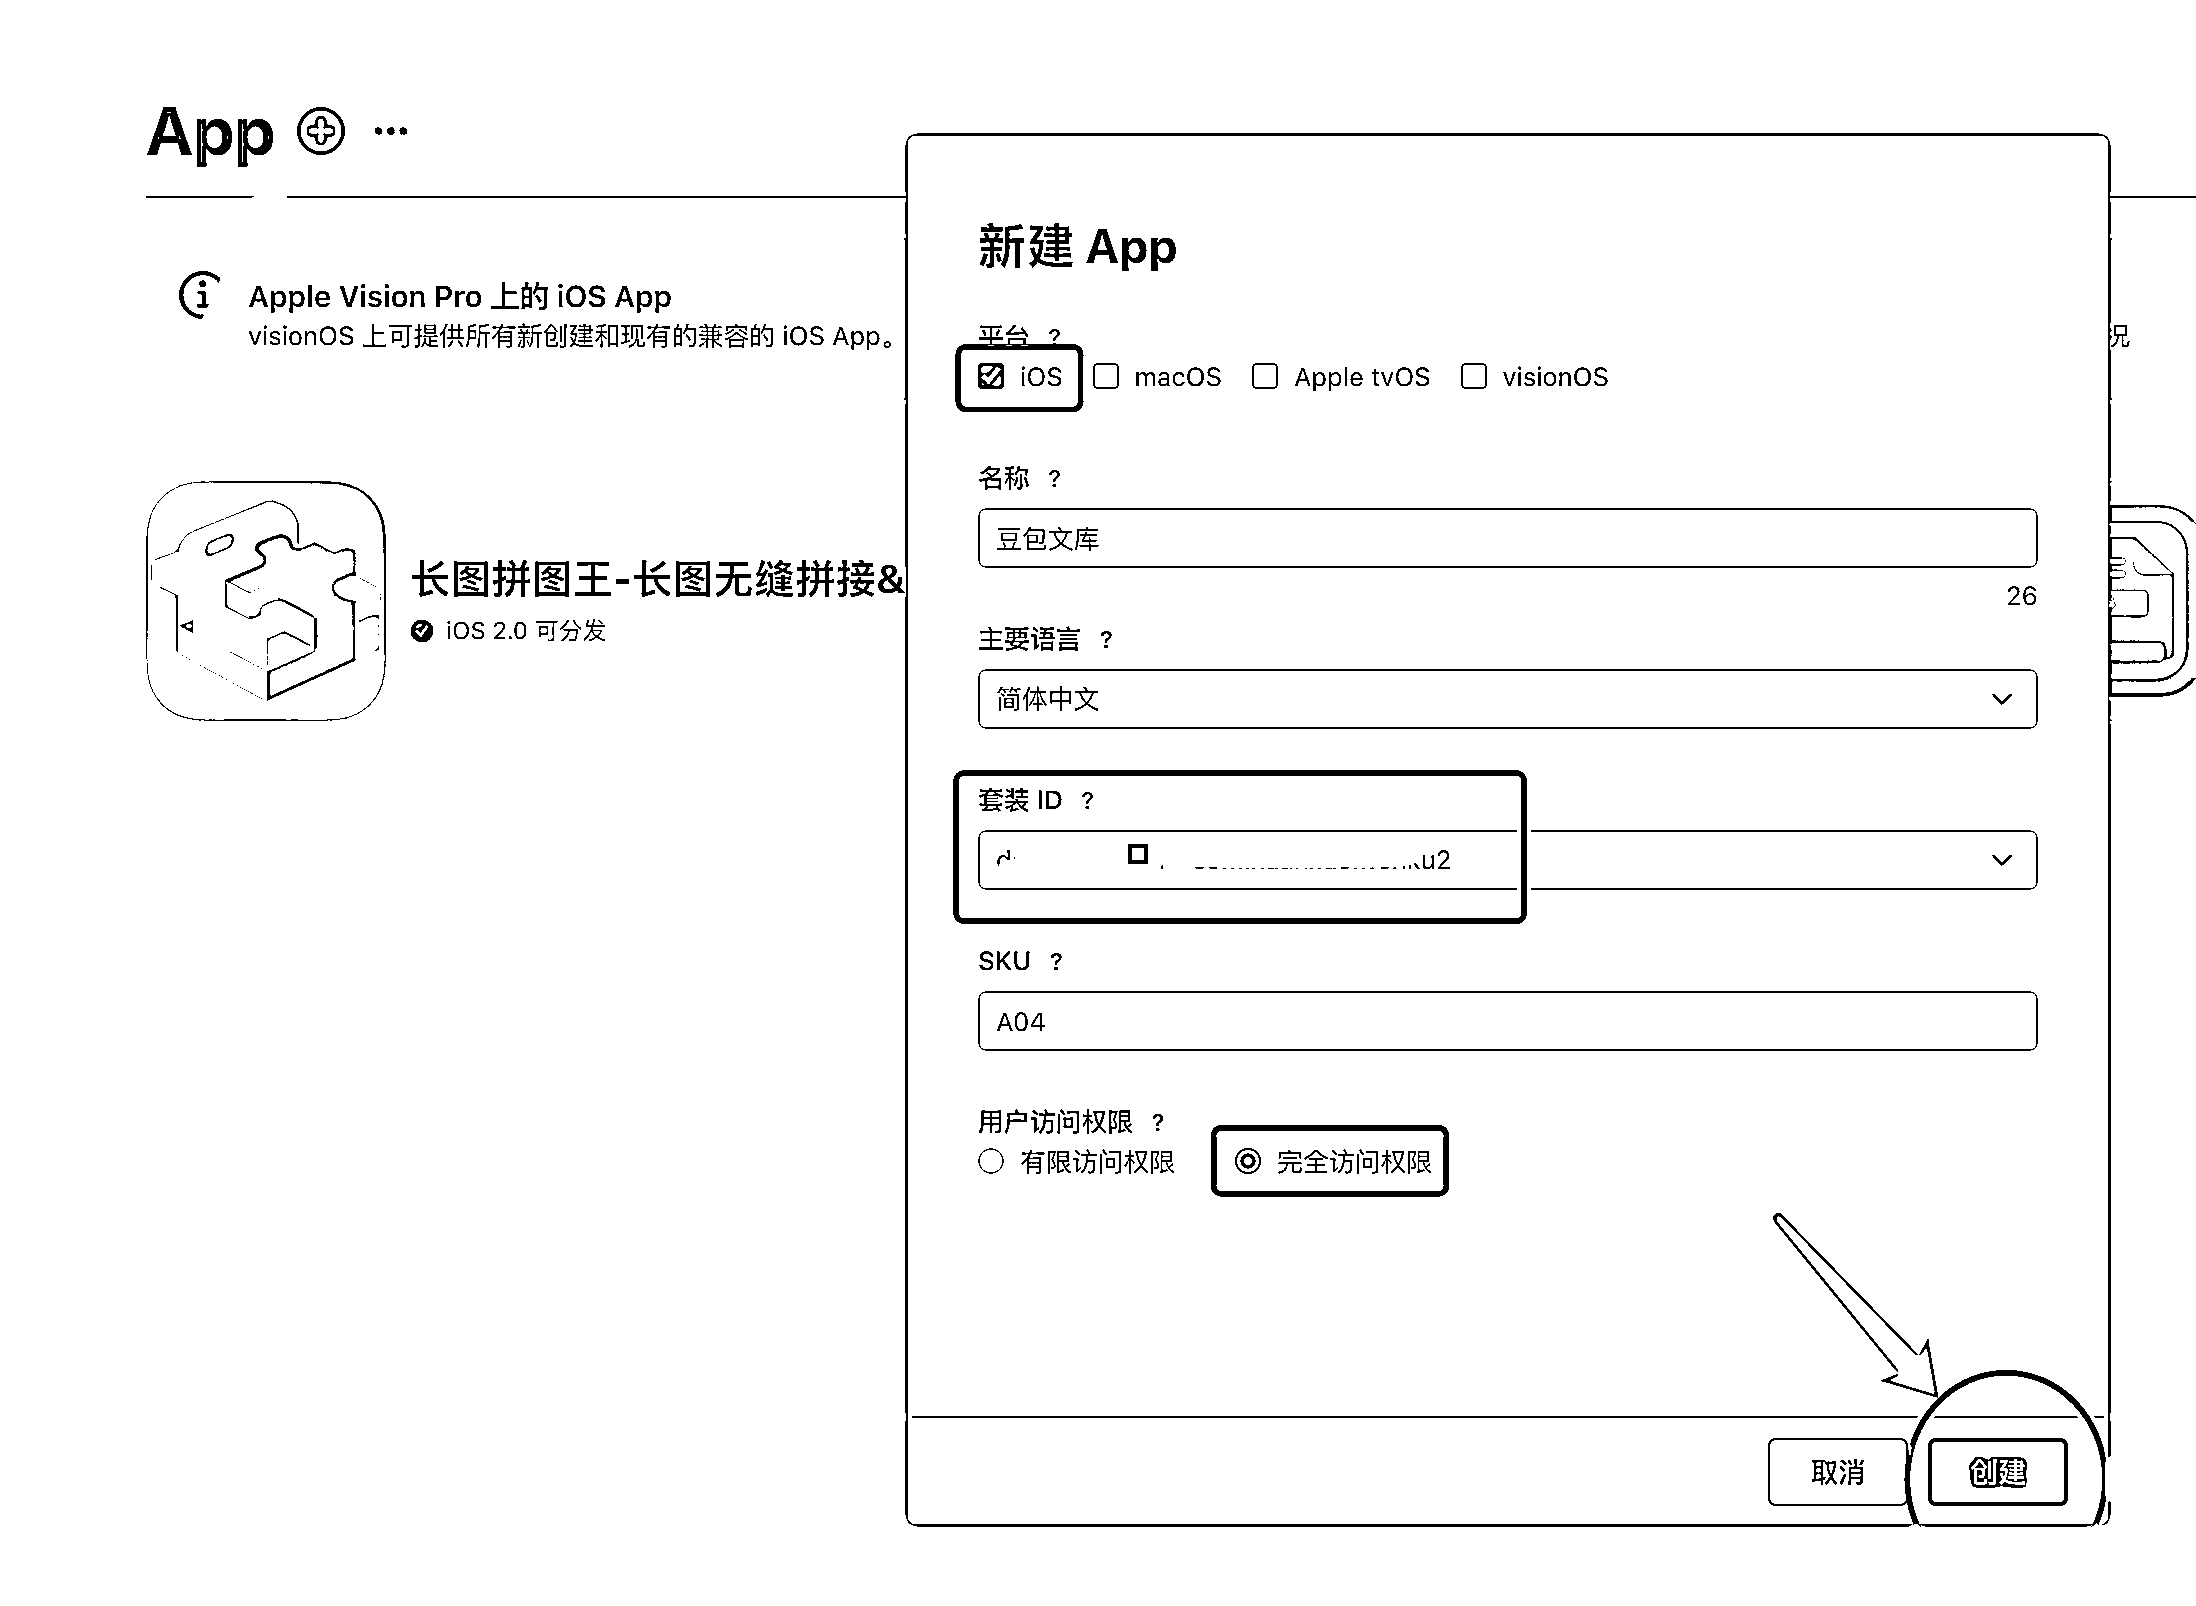 App
Apple Vision Pro 上的 iOS App
visionOS 上可提供所有新创建和现有的兼容的 iOS App。
况
长图拼图王-长图无缝拼接&
iOS 2.0 可分发
新建 App
平台 ?
iOS macOS Apple tvOS visionOS
名称 ?
豆包文库
26
主要语言 ?
简体中文
套装 ID ?
ku2
SKU ?
A04
用户访问权限 ?
有限访问权限 完全访问权限
取消 创建